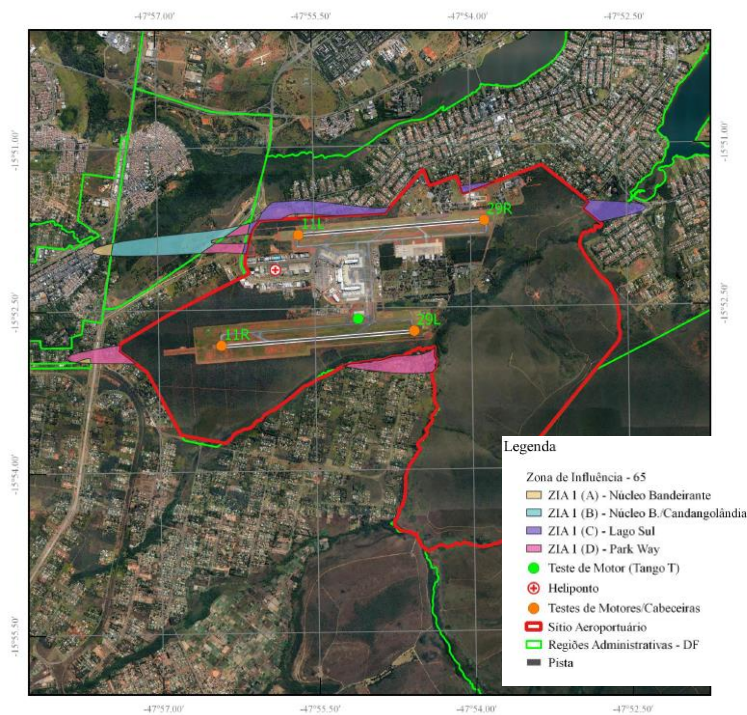 -47°57.00' -47°55.50' -47°54.00' -47°52.50'
-15°51.00' -15°51.00'
29R
11L
-15°52.50' -15°52.50'
11R 29L
-15°54.00'
-15°55.50'
Legenda
Zona de Influência - 65
ZIA I (A) - Núcleo Bandeirante
ZIA I (B) - Núcleo B./Candangolândia
ZIA I (C) - Lago Sul
ZIA I (D) - Park Way
Teste de Motor (Tango T)
Heliponto
Testes de Motores/Cabeceiras
Sítio Aeroportuário
Regiões Administrativas - DF
Pista
-47°57.00' -47°55.50' -47°54.00' -47°52.50'